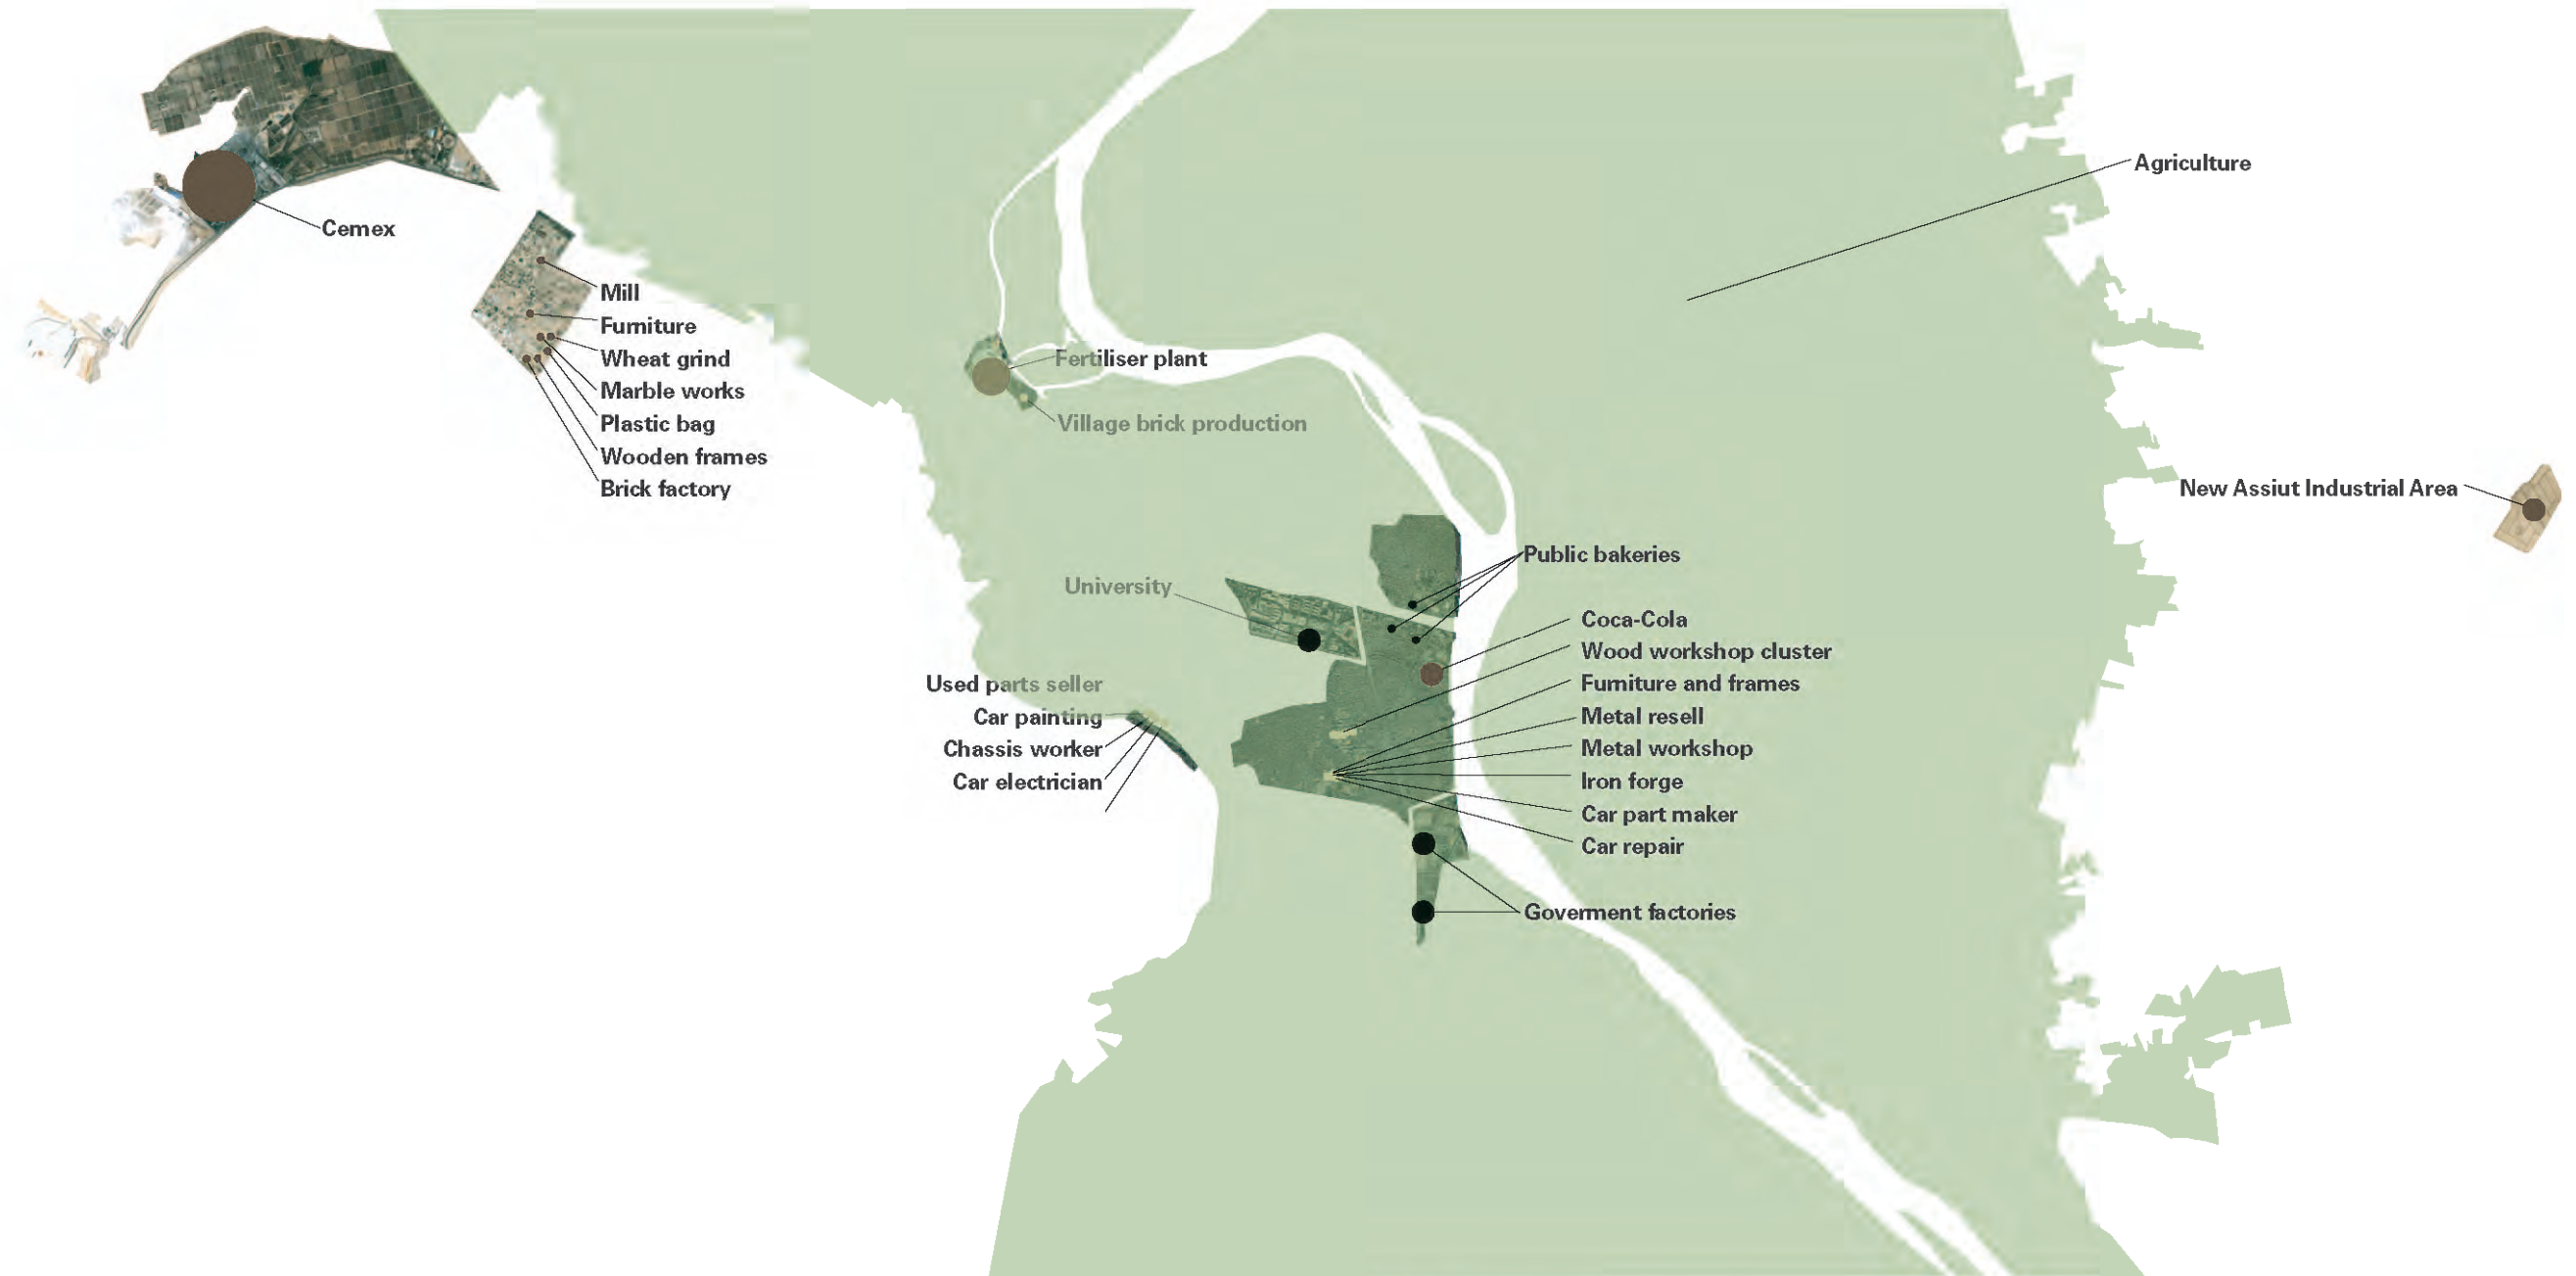 Agriculture
Cemex
Mill
Furniture
Wheat grind
Marble works
Plastic bag
Wooden frames
Brick factory
Fertiliser plant
Village brick production
New Assiut Industrial Area
Public bakeries
University
Coca-Cola
Wood workshop cluster
Furniture and frames
Metal resell
Metal workshop
Iron forge
Car part maker
Car repair
Used parts seller
Car painting
Chassis worker
Car electrician
Goverment factories